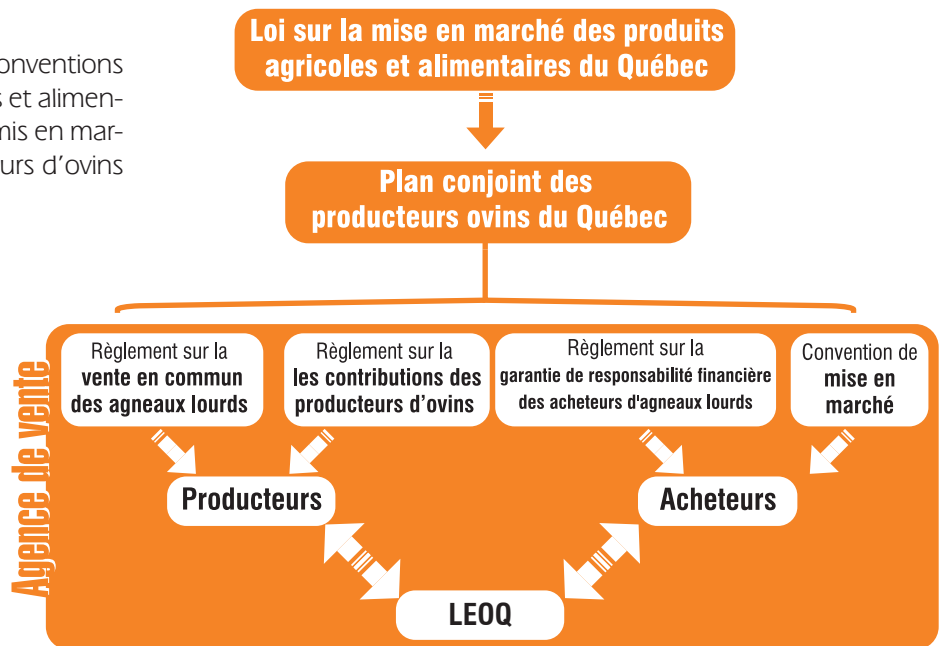 onventions
s et alimen-
mis en mar-
urs d'ovins
Loi sur la mise en marché des produits
agricoles et alimentaires du Québec
Plan conjoint des
producteurs ovins du Québec
Agence de vente
Règlement sur la
vente en commun
des agneaux lourds
Règlement sur la
les contributions des
producteurs d'ovins
Règlement sur la
garantie de responsabilité financière
des acheteurs d'agneaux lourds
Convention de
mise en
marché
Producteurs
Acheteurs
LEOQ